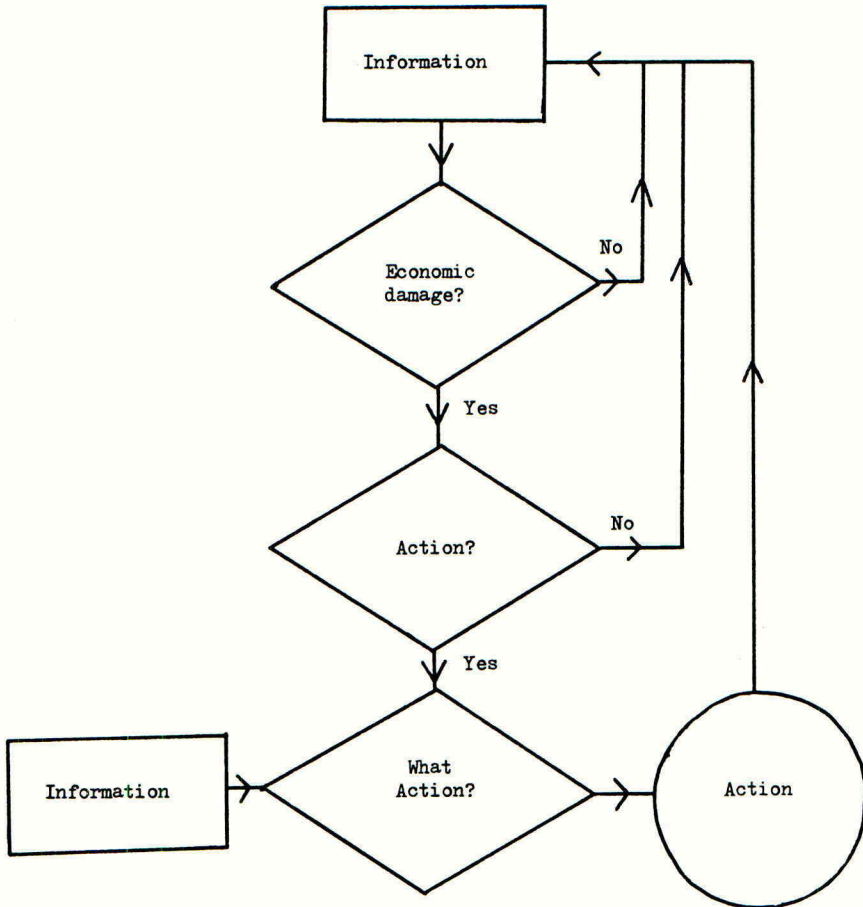 Information
No
Economic
damage?
Yes
No
Action?
Yes
What
Action?
Information
Action